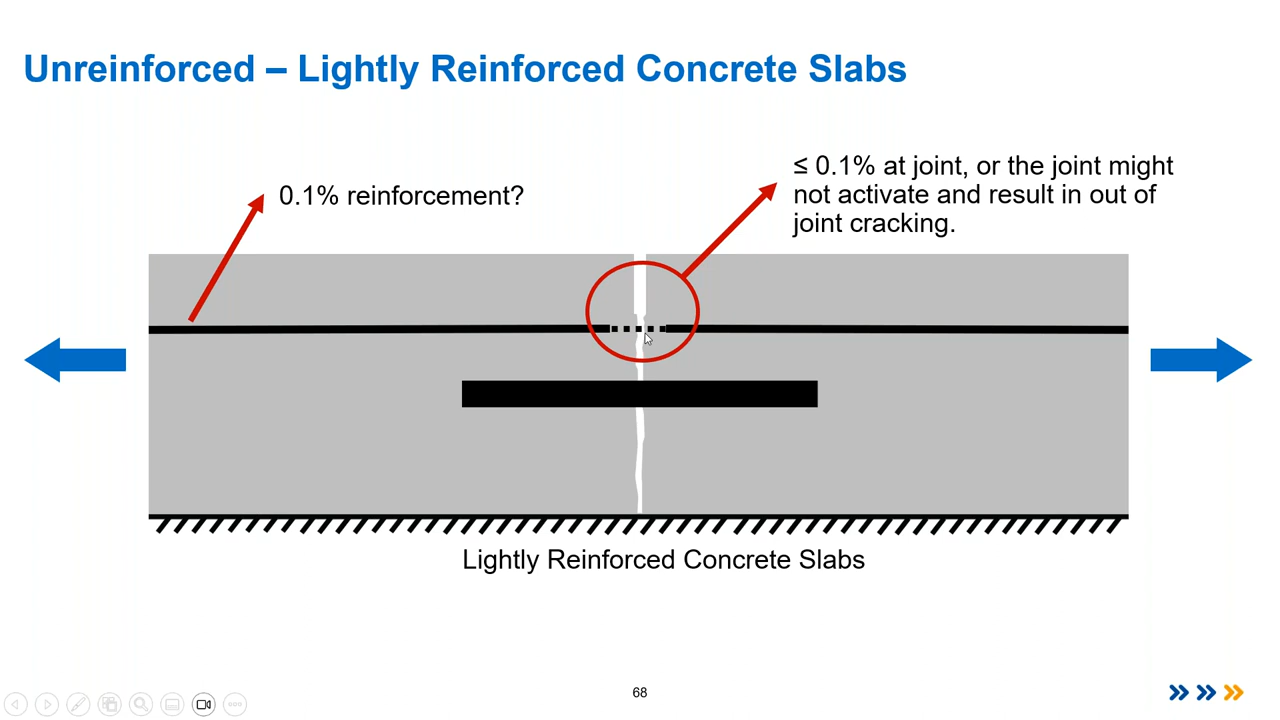 Unreinforced – Lightly Reinforced Concrete Slabs
0.1% reinforcement?
≤ 0.1% at joint, or the joint might
not activate and result in out of
joint cracking.
Lightly Reinforced Concrete Slabs
68